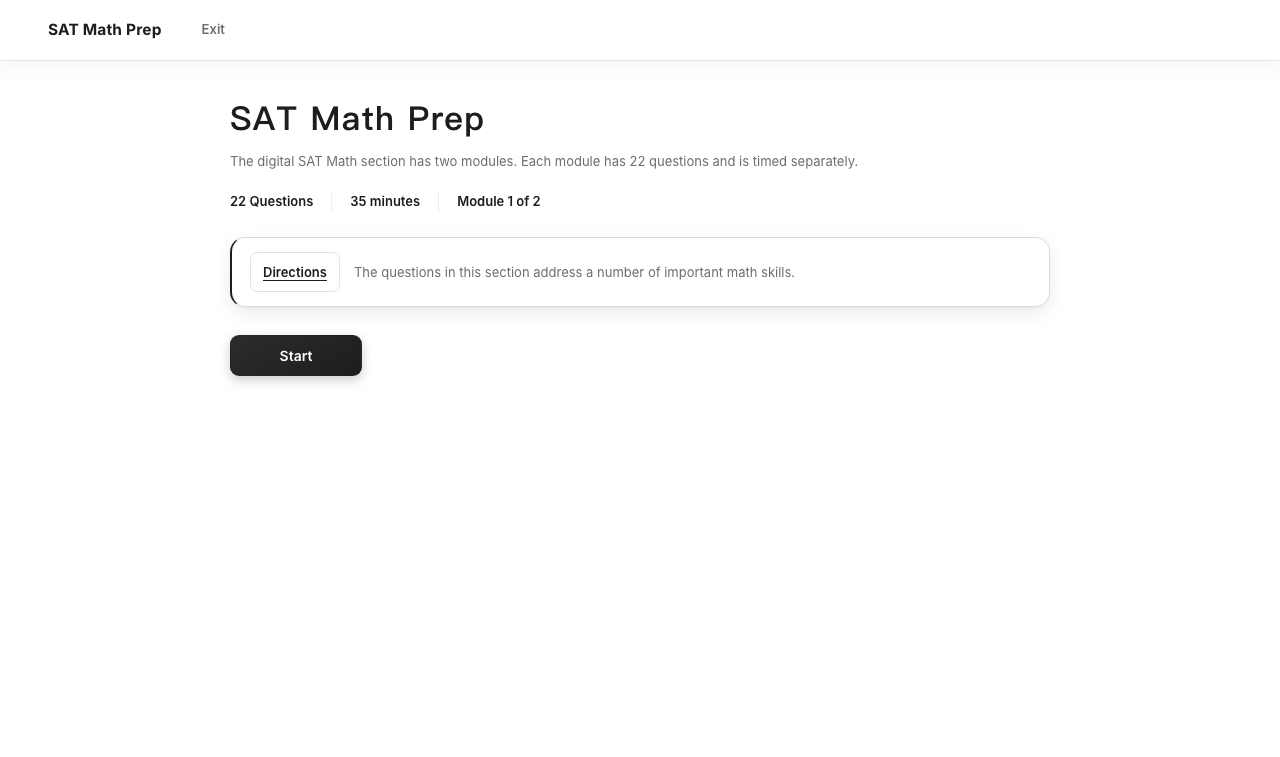 SAT Math Prep Exit
SAT Math Prep
The digital SAT Math section has two modules. Each module has 22 questions and is timed separately.
22 Questions 35 minutes Module 1 of 2
Directions The questions in this section address a number of important math skills.
Start